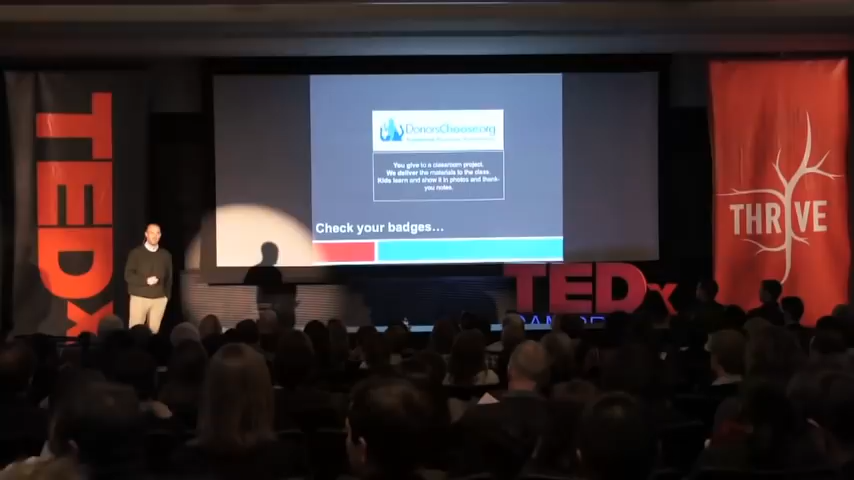 TEDx
DonorsChoose.org
You give to a classroom project.
We deliver the materials to the class.
Kids learn and show it in photos and thank-
you notes.
Check your badges...
TEDx
THRIVE